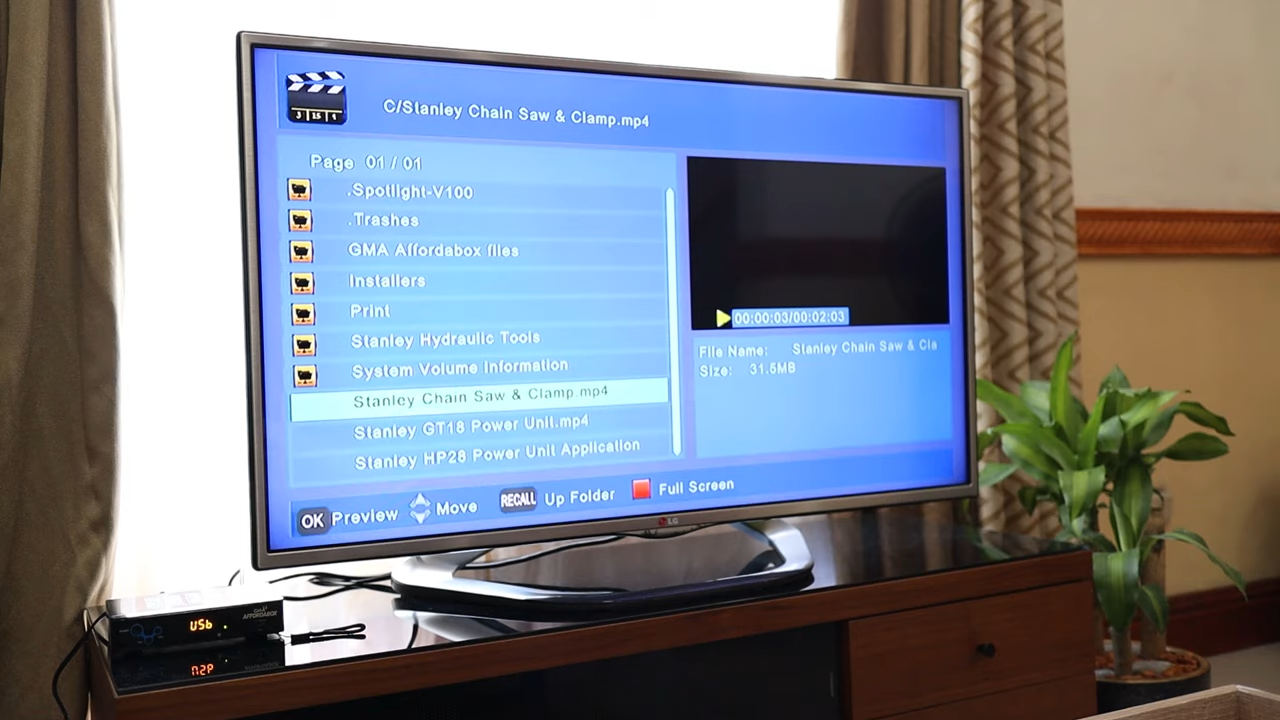 C/Stanley Chain Saw & Clamp.mp4
Page 01 / 01
.Spotlight-V100
.Trashes
GMA Affordabox files
Installers
Print
Stanley Hydraulic Tools
System Volume Information
Stanley Chain Saw & Clamp.mp4
Stanley GT18 Power Unit.mp4
Stanley HP28 Power Unit Application
00:00:03/00:02:03
File Name: Stanley Chain Saw & Cla
Size: 31.5MB
OK Preview Move RECALL Up Folder Full Screen
LG
USb
GMA
AFFORDABOX